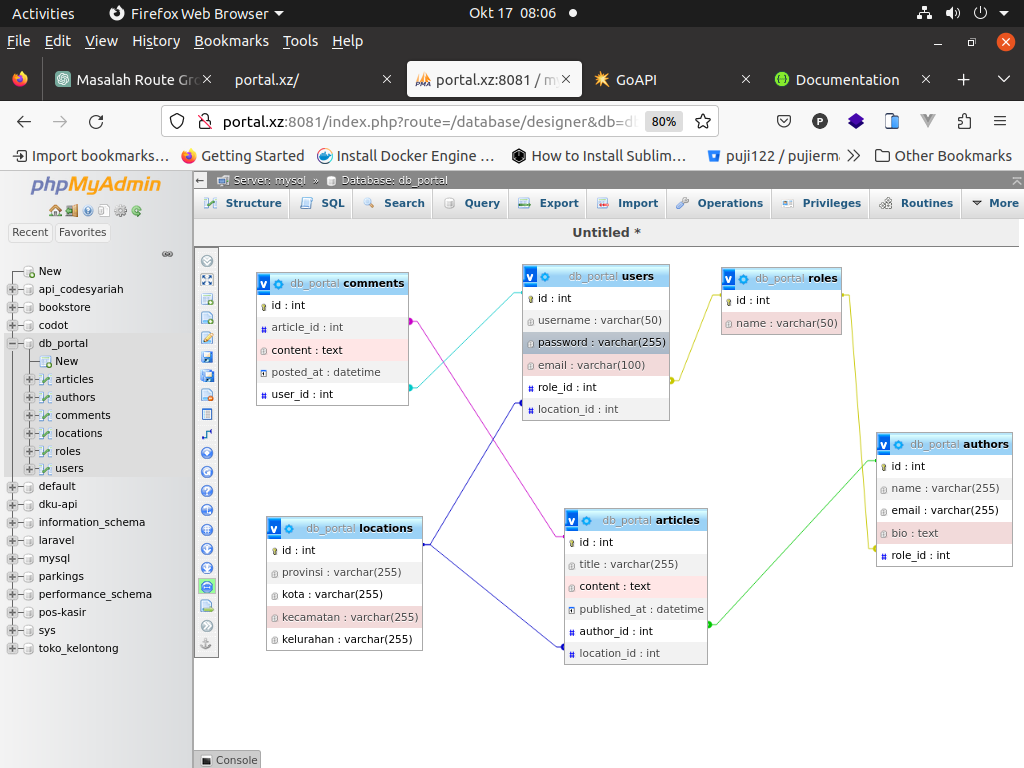 Activities Firefox Web Browser Okt 17 08:06
File Edit View History Bookmarks Tools Help
Masalah Route Gro portal.xz/ portal.xz:8081 / my GoAPI Documentation
portal.xz:8081/index.php?route=/database/designer&db=d 80%
Import bookmarks... Getting Started Install Docker Engine ... How to Install Sublim... puji122 / pujierma Other Bookmarks
phpMyAdmin
Recent Favorites
New
api_codesyariah
bookstore
codot
db_portal
New
articles
authors
comments
locations
roles
users
default
dku-api
information_schema
laravel
mysql
parkings
performance_schema
pos-kasir
sys
toko_kelontong
Server: mysql » Database: db_portal
Structure SQL Search Query Export Import Operations Privileges Routines More
Untitled *
db_portal comments
id : int
article_id : int
content : text
posted_at : datetime
user_id : int
db_portal users
id : int
username : varchar(50)
password : varchar(255)
email : varchar(100)
role_id : int
location_id : int
db_portal roles
id : int
name : varchar(50)
db_portal authors
id : int
name : varchar(255)
email : varchar(255)
bio : text
role_id : int
db_portal locations
id : int
provinsi : varchar(255)
kota : varchar(255)
kecamatan : varchar(255)
kelurahan : varchar(255)
db_portal articles
id : int
title : varchar(255)
content : text
published_at : datetime
author_id : int
location_id : int
Console